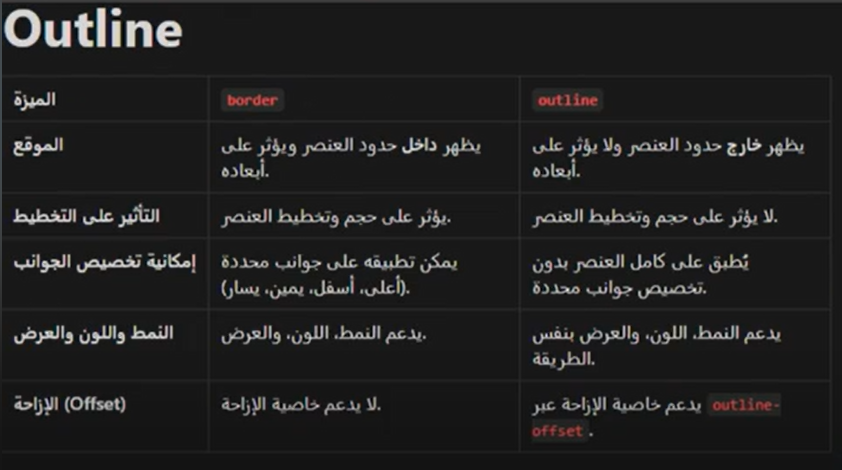 Outline
الميزة
border
outline
الموقع
يظهر داخل حدود العنصر ويؤثر على
أبعاده.
يظهر خارج حدود العنصر ولا يؤثر على
أبعاده.
التأثير على التخطيط
يؤثر على حجم وتخطيط العنصر.
لا يؤثر على حجم وتخطيط العنصر.
إمكانية تخصيص الجوانب
يمكن تطبيقه على جوانب محددة
(أعلى، أسفل، يمين، يسار).
يُطبق على كامل العنصر بدون
تخصيص جوانب محددة.
النمط واللون والعرض
يدعم النمط، اللون، والعرض.
يدعم النمط، اللون، والعرض بنفس
الطريقة.
الإزاحة (Offset)
لا يدعم خاصية الإزاحة.
يدعم خاصية الإزاحة عبر outline-
offset .